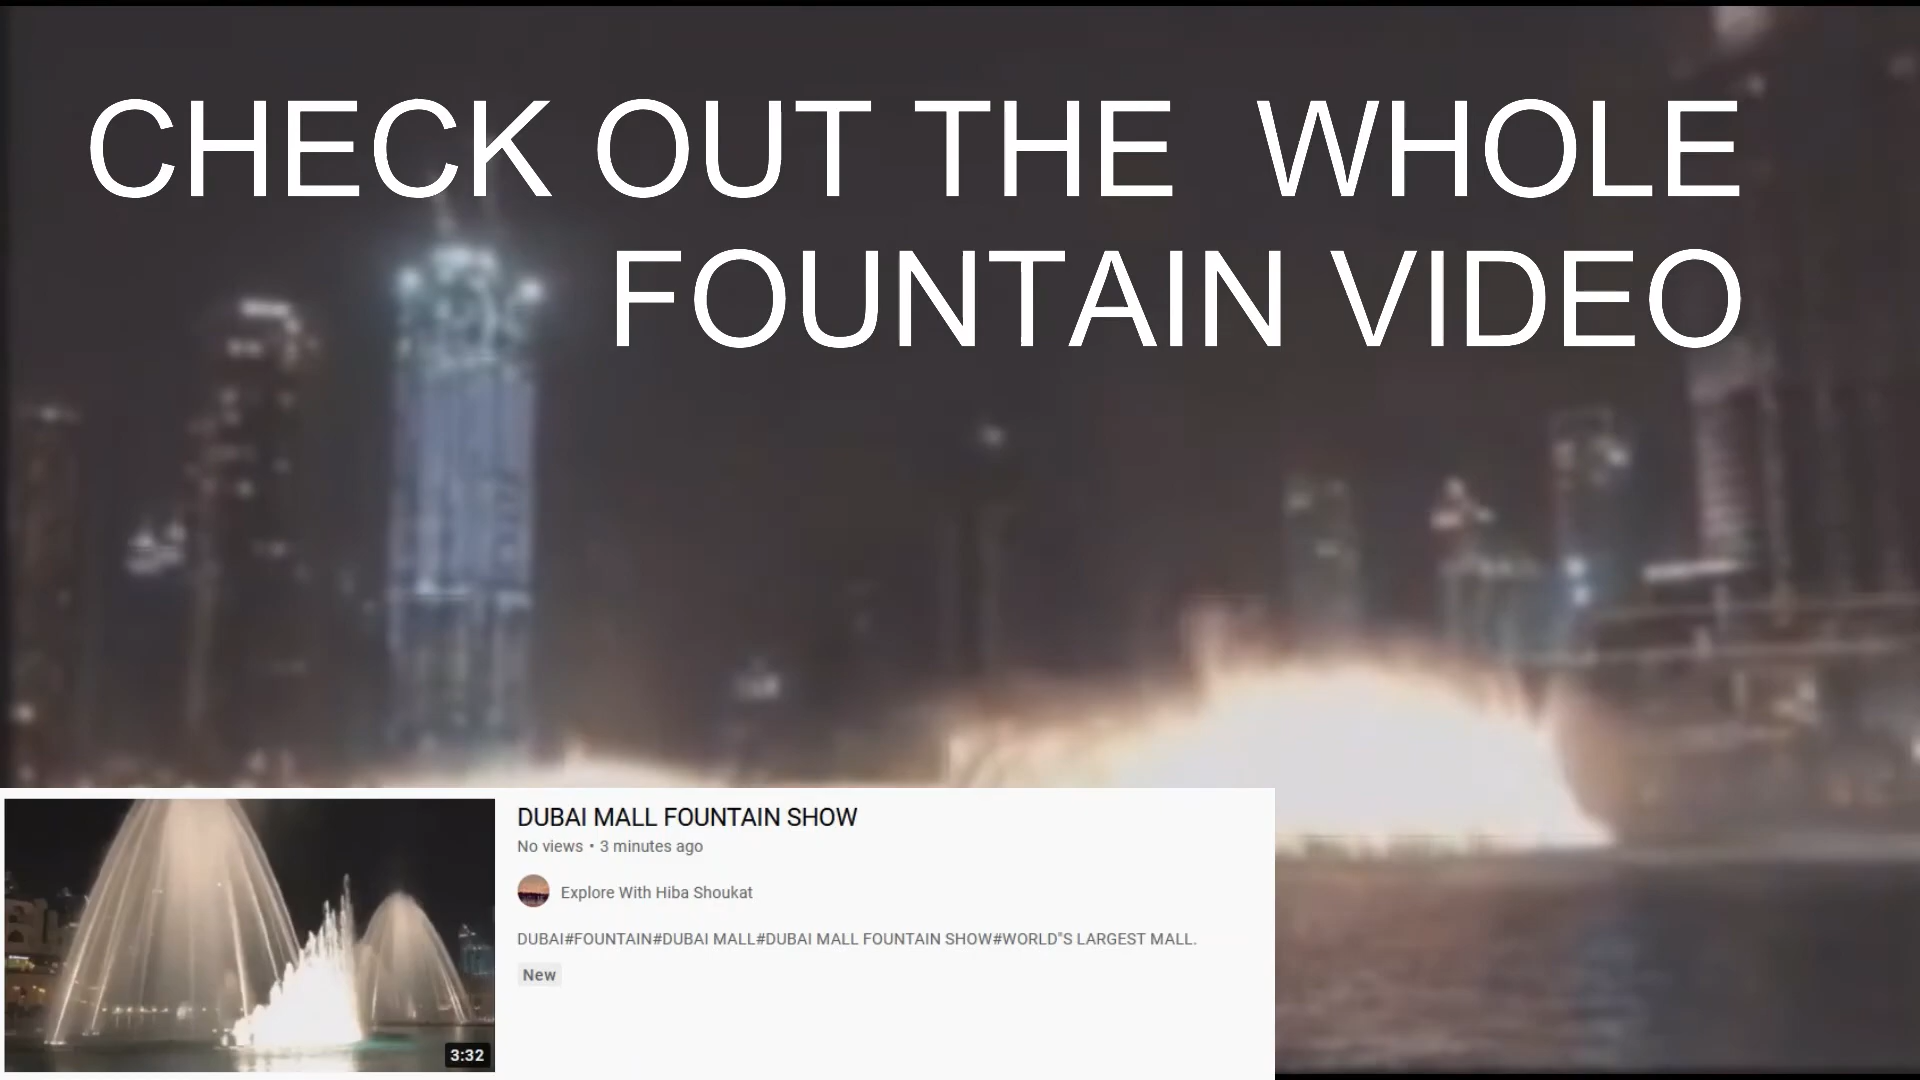 CHECK OUT THE  WHOLE
FOUNTAIN VIDEO
DUBAI MALL FOUNTAIN SHOW
No views • 3 minutes ago
Explore With Hiba Shoukat
DUBAI#FOUNTAIN#DUBAI MALL#DUBAI MALL FOUNTAIN SHOW#WORLD"S LARGEST MALL.
New
3:32